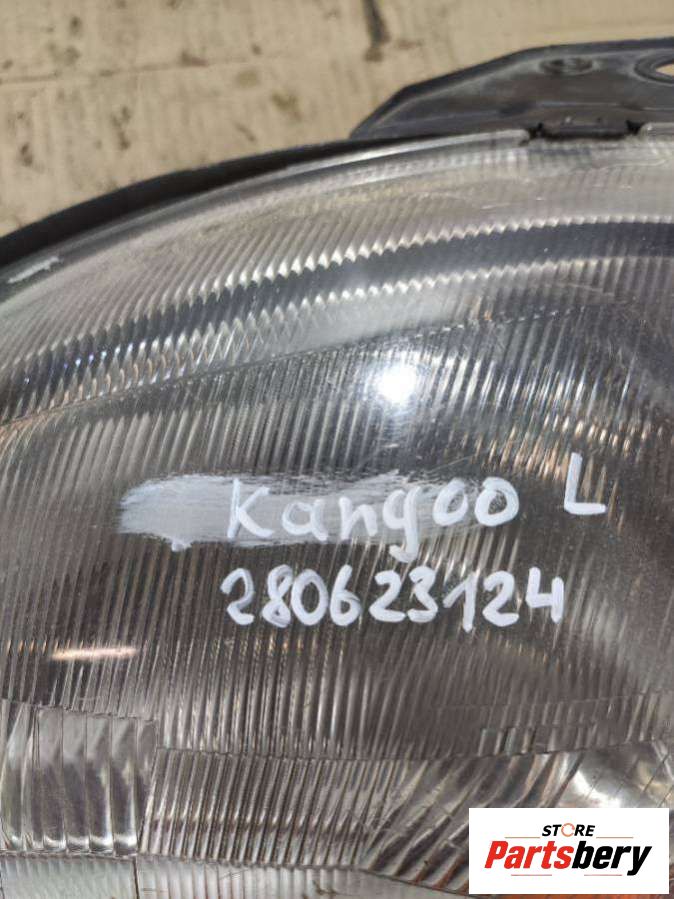 Kangoo L
280623124
STORE
Partsbery